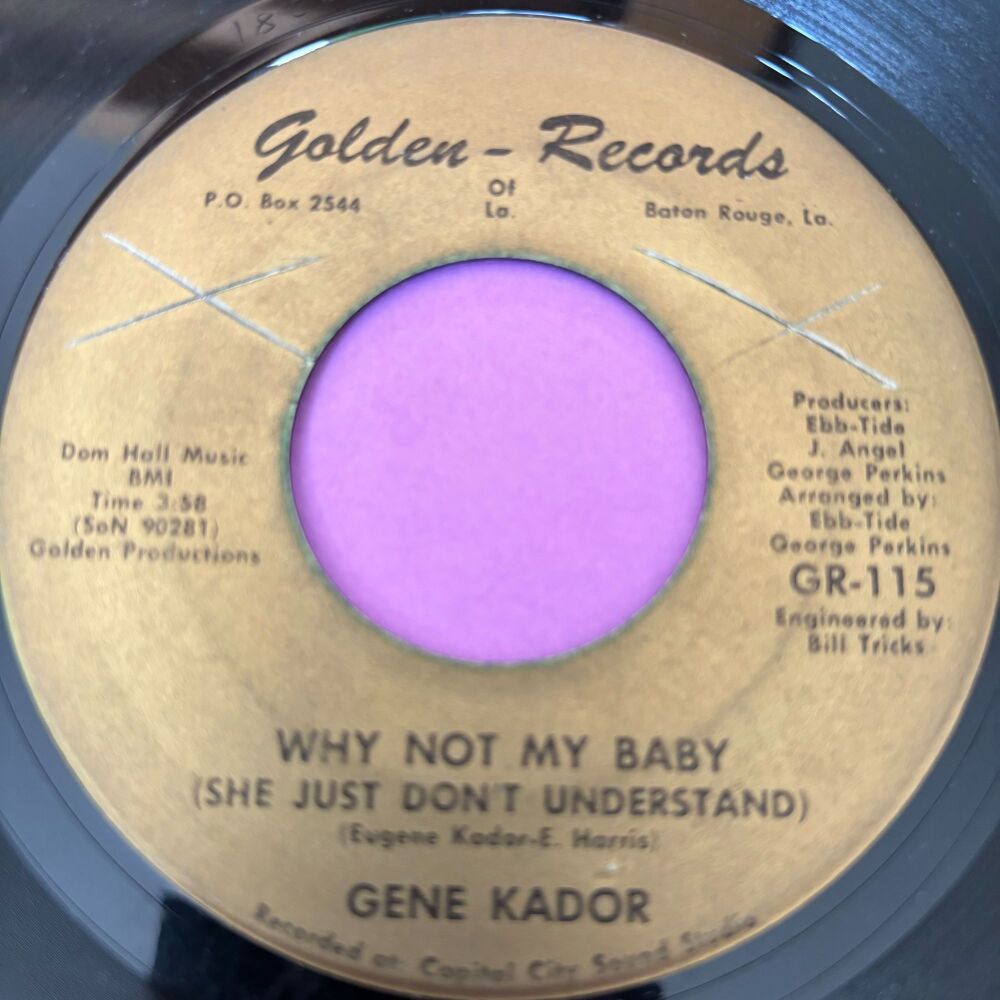 Golden - Records
Of
La.
P.O. Box 2544
Baton Rouge, La.
Dom Hall Music
BMI
Time 3:58
(SoN 90281)
Golden Productions
Producers:
Ebb-Tide
J. Angel
George Perkins
Arranged by:
Ebb-Tide
George Perkins
GR-115
Engineered by:
Bill Tricks
WHY NOT MY BABY
(SHE JUST DON'T UNDERSTAND)
(Eugene Kador-E. Harris)
GENE KADOR
Recorded at Capitol City Sound Studio